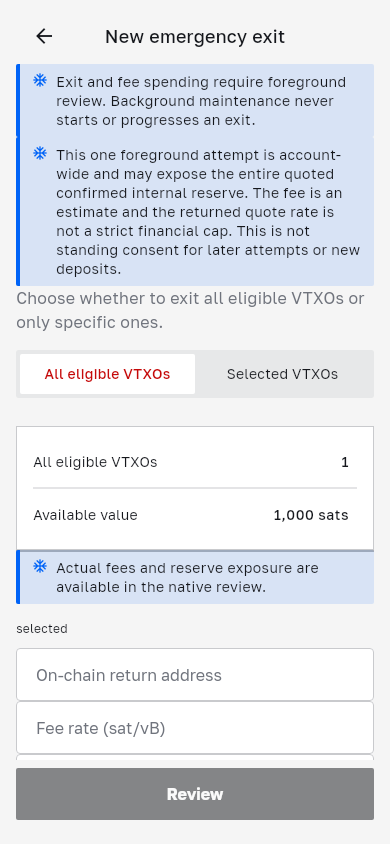 New emergency exit
Exit and fee spending require foreground
review. Background maintenance never
starts or progresses an exit.
This one foreground attempt is account-
wide and may expose the entire quoted
confirmed internal reserve. The fee is an
estimate and the returned quote rate is
not a strict financial cap. This is not
standing consent for later attempts or new
deposits.
Choose whether to exit all eligible VTXOs or
only specific ones.
All eligible VTXOs
Selected VTXOs
All eligible VTXOs 1
Available value 1,000 sats
Actual fees and reserve exposure are
available in the native review.
selected
On-chain return address
Fee rate (sat/vB)
Review